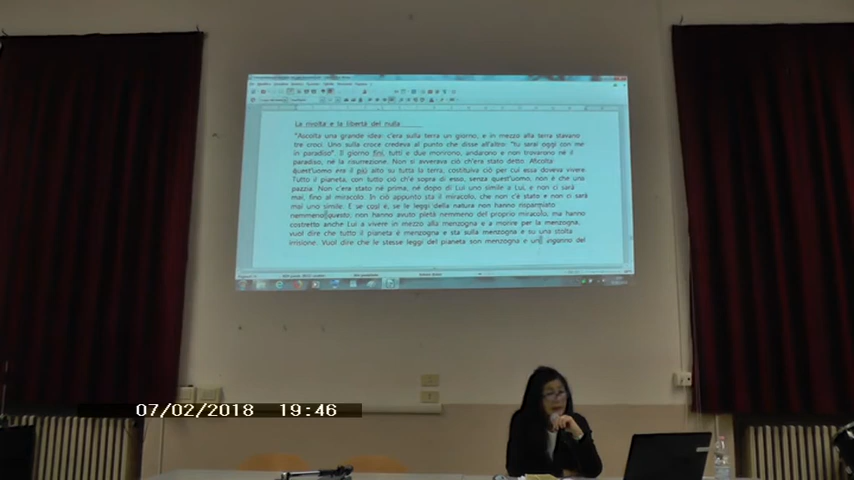 La rivolta e la libertà del nulla
"Ascolta una grande idea: c'era sulla terra un giorno, e in mezzo alla terra stavano
tre croci. Uno sulla croce credeva al punto che disse all'altro: "tu sarai oggi con me
in paradiso". Il giorno finì, tutti e due morirono, andarono e non trovarono né il
paradiso, né la risurrezione. Non si avverava ciò ch'era stato detto. Ascolta
quest'uomo era il più alto su tutta la terra, costituiva ciò per cui essa doveva vivere.
Tutto il pianeta, con tutto ciò ch'è sopra di esso, senza quest'uomo, non è che una
pazzia. Non c'era stato né prima, né dopo di Lui uno simile a Lui, e non ci sarà
mai, fino al miracolo. In ciò appunto sta il miracolo, che non c'è stato e non ci sarà
mai uno simile. E se così è, se le leggi della natura non hanno risparmiato
nemmeno questo, non hanno avuto pietà nemmeno del proprio miracolo, ma hanno
costretto anche Lui a vivere in mezzo alla menzogna e a morire per la menzogna,
vuol dire che tutto il pianeta è menzogna e sta sulla menzogna e su una stolta
irrisione. Vuol dire che le stesse leggi del pianeta son menzogna e un inganno del
07/02/2018 19:46